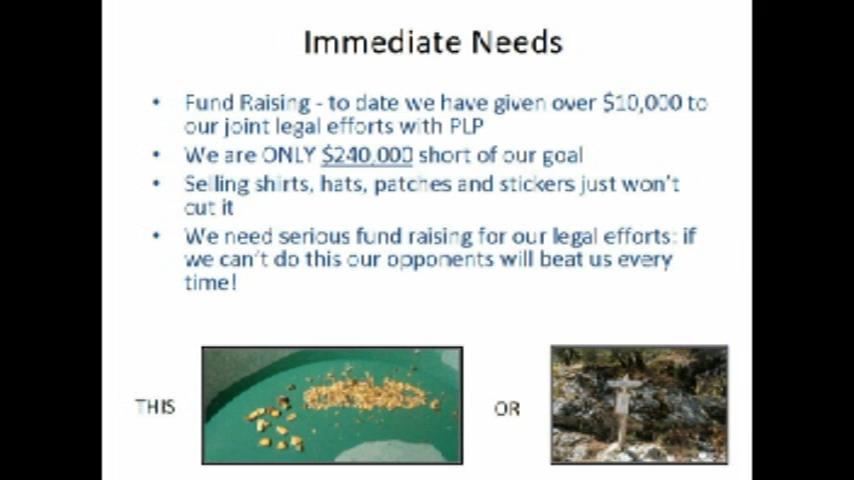 Immediate Needs
• Fund Raising - to date we have given over $10,000 to
our joint legal efforts with PLP
• We are ONLY $240,000 short of our goal
• Selling shirts, hats, patches and stickers just won't
cut it
• We need serious fund raising for our legal efforts: if
we can't do this our opponents will beat us every
time!
THIS
OR